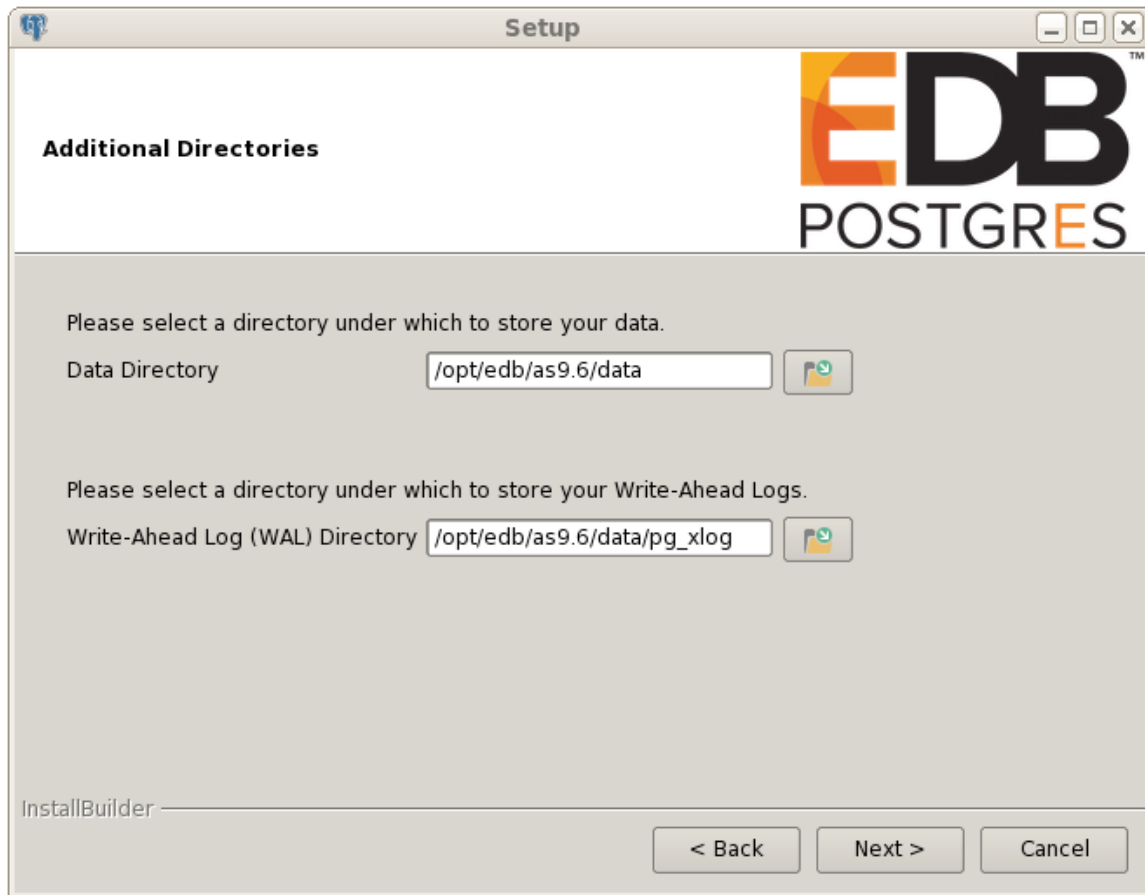 Setup
EDB™
POSTGRES
Additional Directories
Please select a directory under which to store your data.
Data Directory /opt/edb/as9.6/data
Please select a directory under which to store your Write-Ahead Logs.
Write-Ahead Log (WAL) Directory /opt/edb/as9.6/data/pg_xlog
InstallBuilder
< Back Next > Cancel